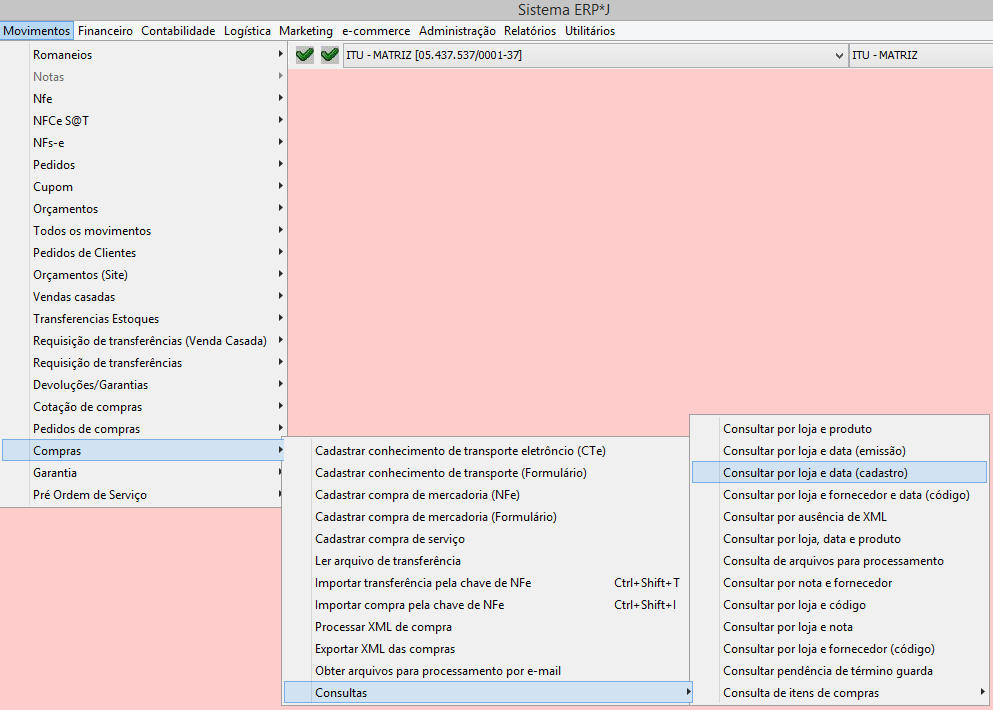 Sistema ERP*J
Movimentos Financeiro Contabilidade Logística Marketing e-commerce Administração Relatórios Utilitários
ITU - MATRIZ [05.437.537/0001-37] ITU - MATRIZ
Romaneios
Notas
Nfe
NFCe S@T
NFs-e
Pedidos
Cupom
Orçamentos
Todos os movimentos
Pedidos de Clientes
Orçamentos (Site)
Vendas casadas
Transferencias Estoques
Requisição de transferências (Venda Casada)
Requisição de transferências
Devoluções/Garantias
Cotação de compras
Pedidos de compras
Compras
Garantia
Pré Ordem de Serviço
Cadastrar conhecimento de transporte eletrôncio (CTe)
Cadastrar conhecimento de transporte (Formulário)
Cadastrar compra de mercadoria (NFe)
Cadastrar compra de mercadoria (Formulário)
Cadastrar compra de serviço
Ler arquivo de transferência
Importar transferência pela chave de NFe Ctrl+Shift+T
Importar compra pela chave de NFe Ctrl+Shift+I
Processar XML de compra
Exportar XML das compras
Obter arquivos para processamento por e-mail
Consultas
Consultar por loja e produto
Consultar por loja e data (emissão)
Consultar por loja e data (cadastro)
Consultar por loja e fornecedor e data (código)
Consultar por ausência de XML
Consultar por loja, data e produto
Consulta de arquivos para processamento
Consultar por nota e fornecedor
Consultar por loja e código
Consultar por loja e nota
Consultar por loja e fornecedor (código)
Consultar pendência de término guarda
Consulta de itens de compras